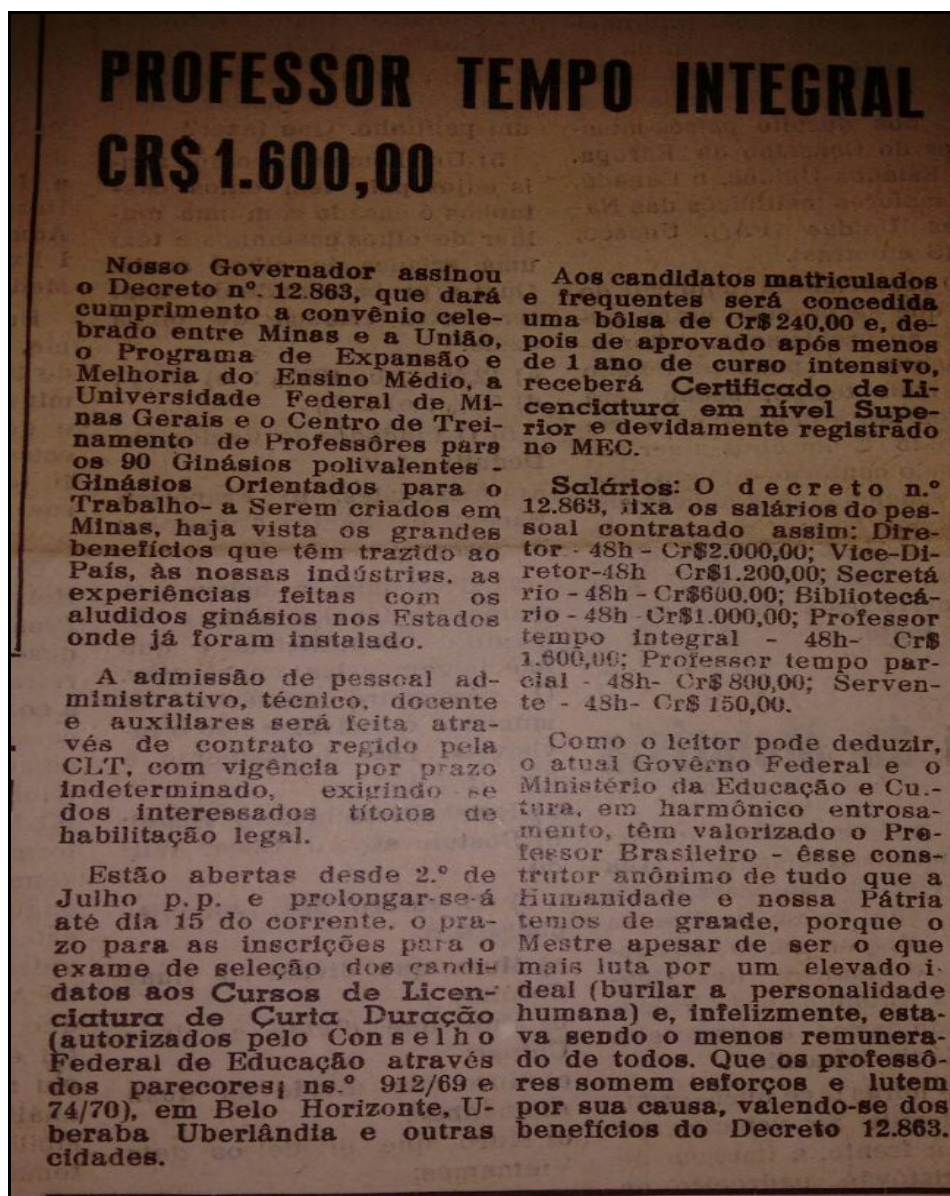 PROFESSOR TEMPO INTEGRAL
CR$ 1.600,00
Nosso Governador assinou
o Decreto nº. 12.863, que dará
cumprimento a convênio cele-
brado entre Minas e a União,
o Programa de Expansão e
Melhoria do Ensino Médio, a
Universidade Federal de Mi-
nas Gerais e o Centro de Trei-
namento de Professôres para
os 90 Ginásios polivalentes -
Ginásios Orientados para o
Trabalho- a Serem criados em
Minas, haja vista os grandes
benefícios que têm trazido ao
País, às nossas indústries. as
experiências feitas com os
aludidos ginásios nos Estados
onde já foram instalado.
A admissão de pessoal ad-
ministrativo, técnico, docente
e auxiliares será feita atra-
vés de contrato regido pela
CLT, com vigência por prazo
indeterminado, exigindo se
dos interessados títoios de
habilitação legal.
Estão abertas desde 2.º de
Julho p. p. e prolongar-se-á
até dia 15 do corrente, o pra-
zo para as inscrições para o
exame de seleção dos candi-
datos aos Cursos de Licen-
ciatura de Çurta Duração
(autorizados pelo Conselho
Federal de Educação através
dos parecores; ns.º 912/69 e
74/70), em Belo Horizonte, U-
beraba Uberlândia e outras
cidades.
Aos candidatos matriculados
e frequentes será concedida
uma bôlsa de Cr$ 240,00 e, de-
pois de aprovado após menos
de 1 ano de curso intensivo,
receberá Certificado de Li-
cenciatura em nível Supe-
rior e devidamente registrado
no MEC.
Salários: O decreto n.º
12.863, fixa os salários do pes-
soal contratado assim: Dire-
tor - 48h - Cr$2.000,00; Vice-Di-
retor-48h Cr$1.200,00; Secretá
rio - 48h - Cr$600.00; Bibliotecá-
rio - 48h -Cr$1.000,00; Professor
tempo integral - 48h- Cr$
1.600,00; Professor tempo par-
cial - 48h- Cr$ 800,00; Serven-
te - 48h- Cr$ 150,00.
Como o leitor pode deduzir,
o atual Govêrno Federal e o
Ministério da Educação e Cu.-
tura, em harmônico entrosa-
mento, têm valorizado o Pro-
fessor Brasileiro - êsse cons-
trutor anônimo de tudo que a
Humanidade e nossa Pátria
temos de grande, porque o
Mestre apesar de ser o que
mais luta por um elevado i-
deal (burilar a personalidade
humana) e, infelizmente, esta-
va sendo o menos remunera-
do de todos. Que os professô-
res somem esforços e lutem
por sua causa, valendo-se dos
benefícios do Decreto 12.863.